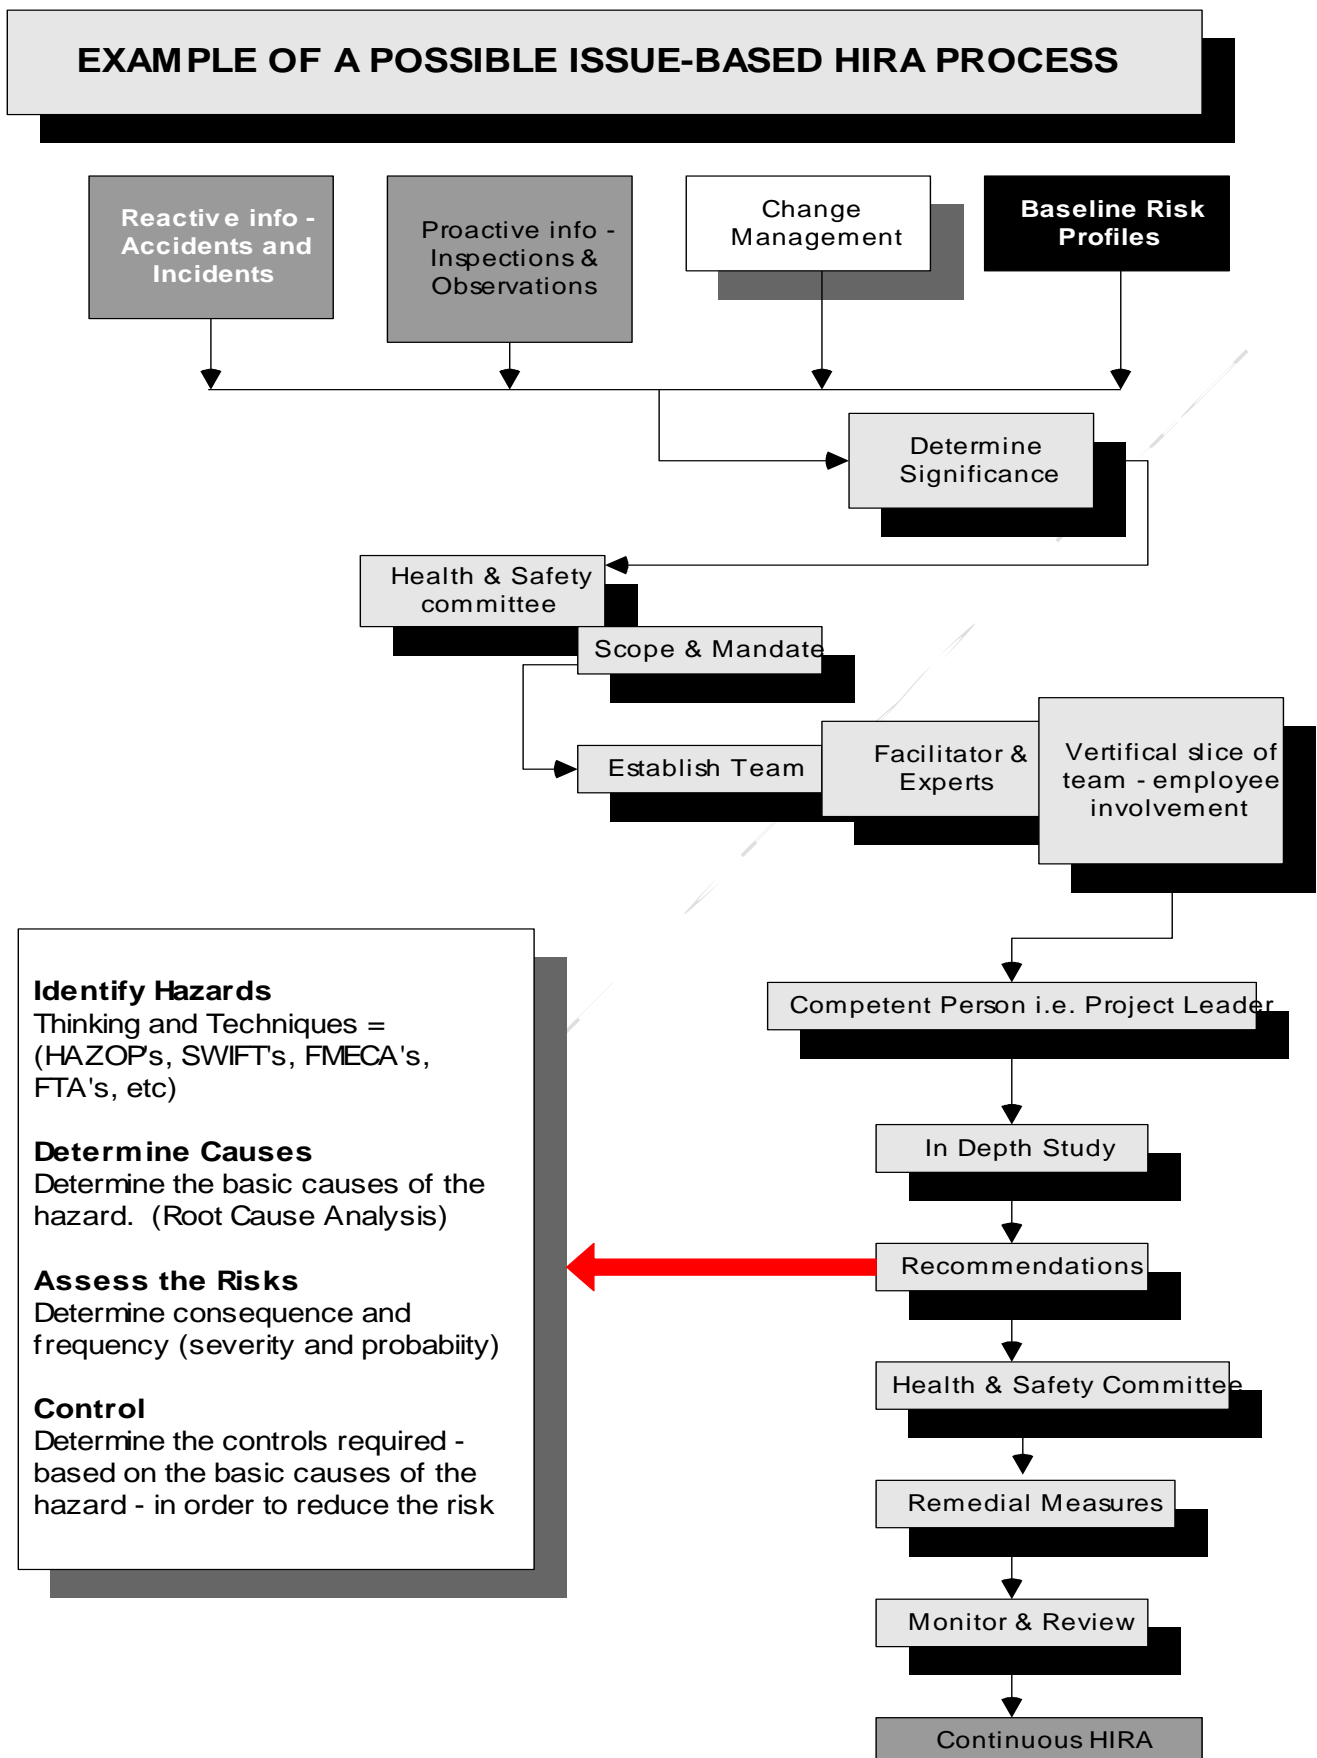 EXAMPLE OF A POSSIBLE ISSUE-BASED HIRA PROCESS
Reactive info -
Accidents and
Incidents
Proactive info -
Inspections &
Observations
Change
Management
Baseline Risk
Profiles
Determine
Significance
Health & Safety
committee
Scope & Mandate
Establish Team
Facilitator &
Experts
Vertifical slice of
team - employee
involvement
Competent Person i.e. Project Leader
In Depth Study
Recommendations
Health & Safety Committee
Remedial Measures
Monitor & Review
Continuous HIRA
Identify Hazards
Thinking and Techniques =
(HAZOP's, SWIFT's, FMECA's,
FTA's, etc)
Determine Causes
Determine the basic causes of the
hazard.  (Root Cause Analysis)
Assess the Risks
Determine consequence and
frequency (severity and probabiity)
Control
Determine the controls required -
based on the basic causes of the
hazard - in order to reduce the risk